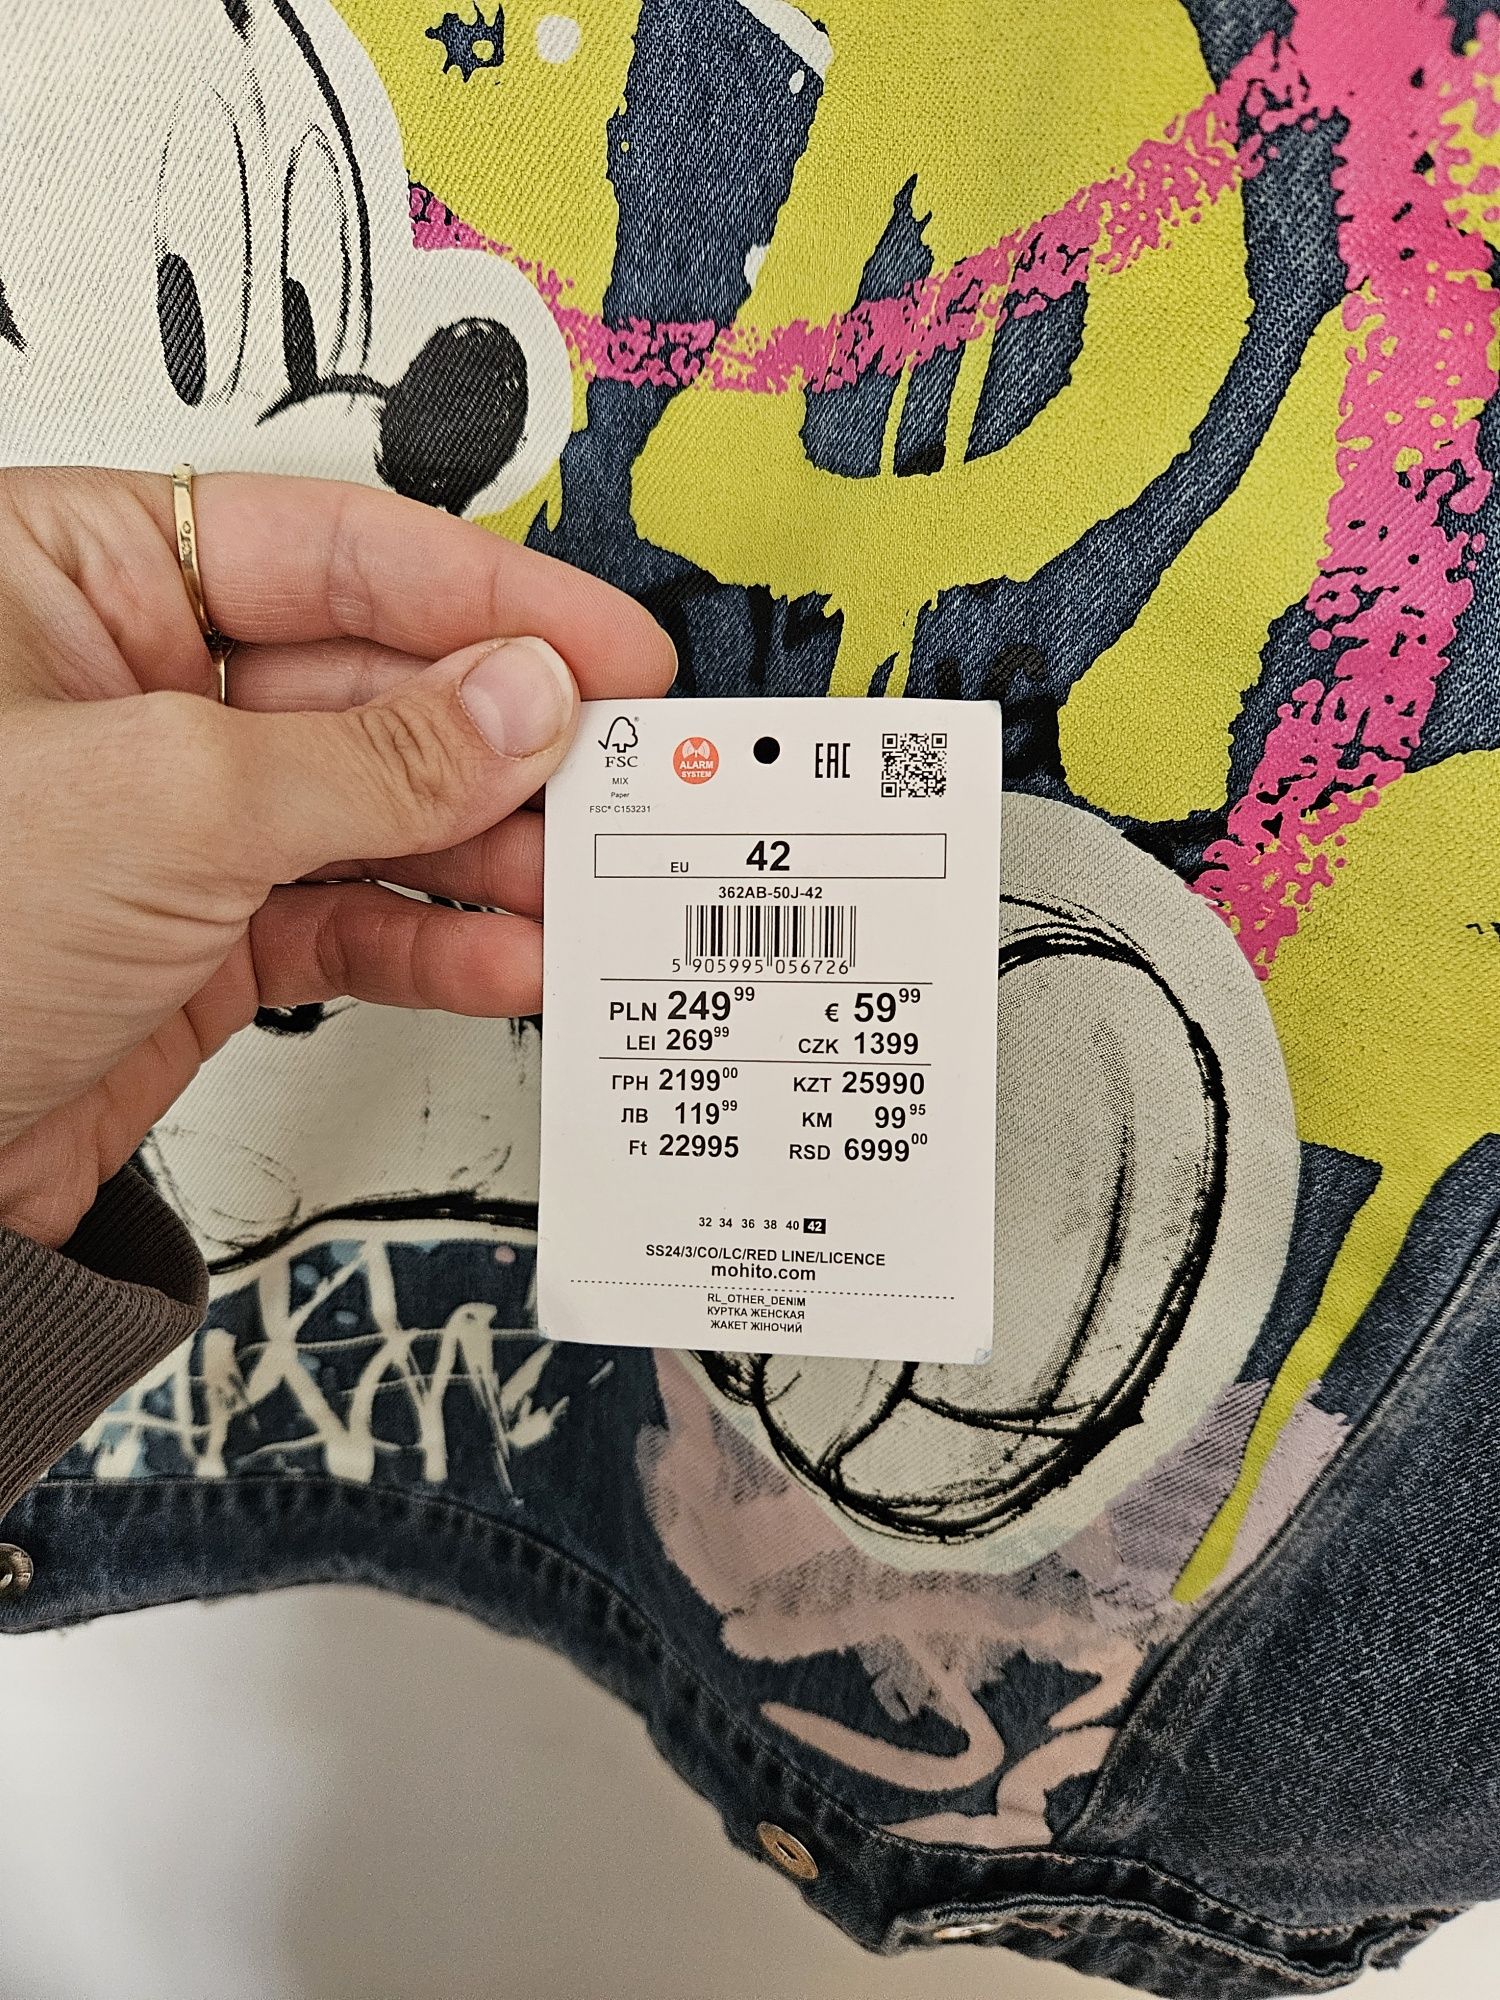 FSC®
MIX
Paper
FSC® C153231
ALARM
SYSTEM
EAC
EU 42
362AB-50J-42
5 905995 056726
PLN 249 99 € 59 99
LEI 269 99 CZK 1399
ГРН 2199 00 KZT 25990
ЛВ 119 99 KM 99 95
Ft 22995 RSD 6999 00
32 34 36 38 40 42
SS24/3/CO/LC/RED LINE/LICENCE
mohito.com
RL_OTHER_DENIM
КУРТКА ЖЕНСКАЯ
ЖАКЕТ ЖІНОЧИЙ